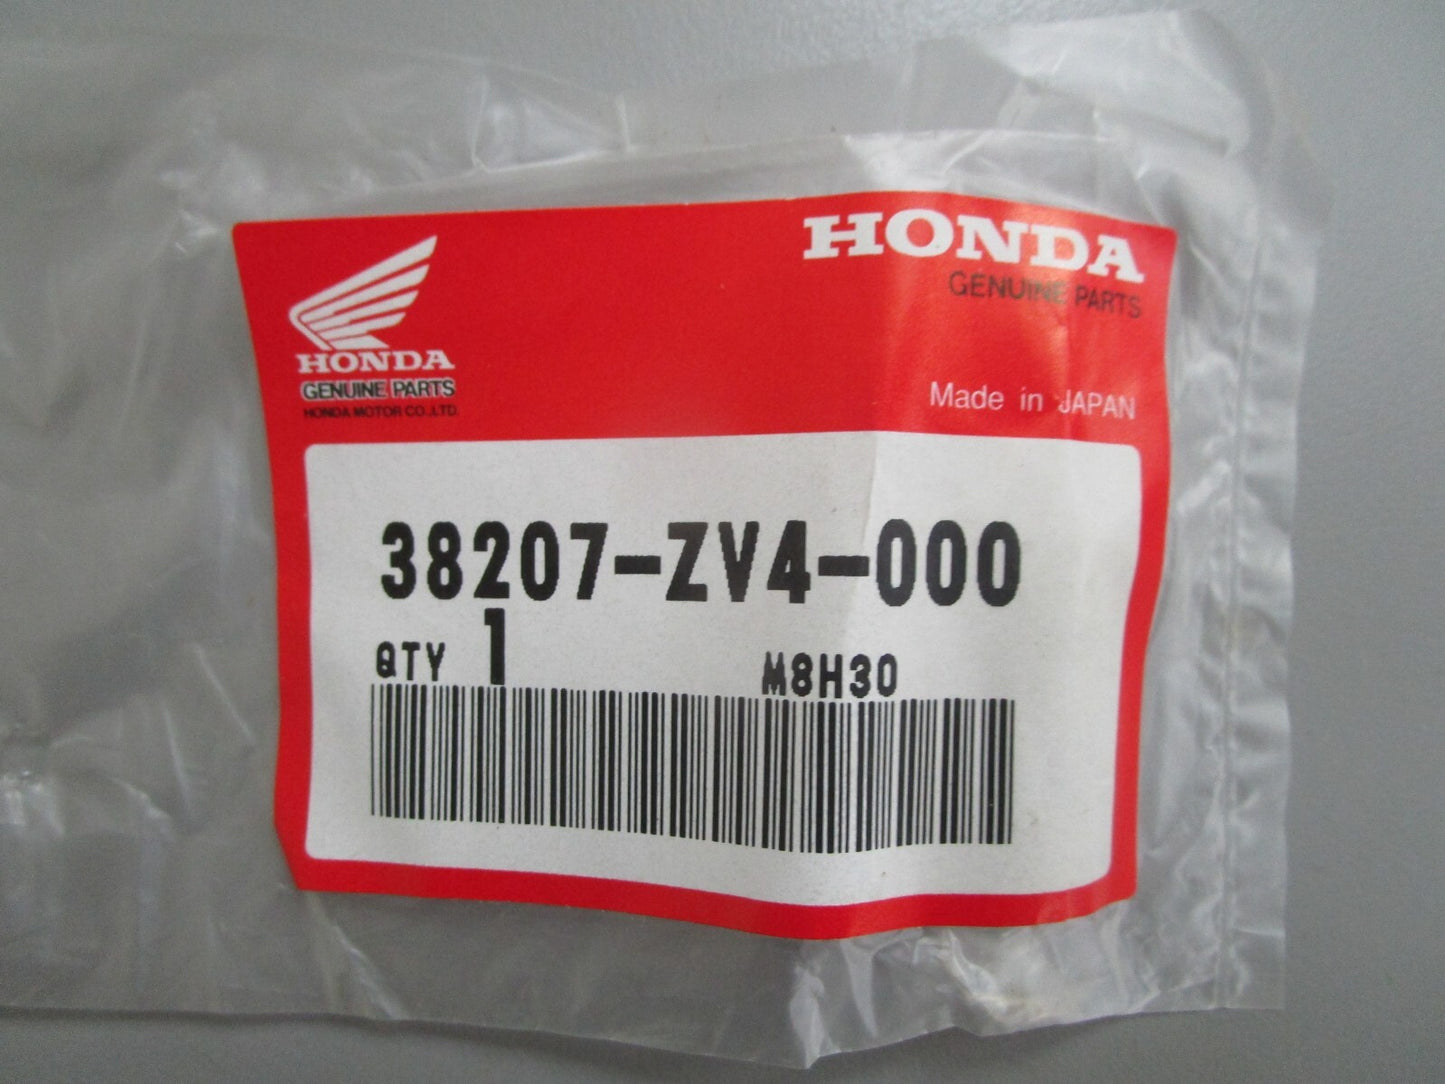 HONDA
GENUINE PARTS
HONDA
GENUINE PARTS
HONDA MOTOR CO.,LTD.
Made in JAPAN
38207-ZV4-000
QTY 1 M8H30